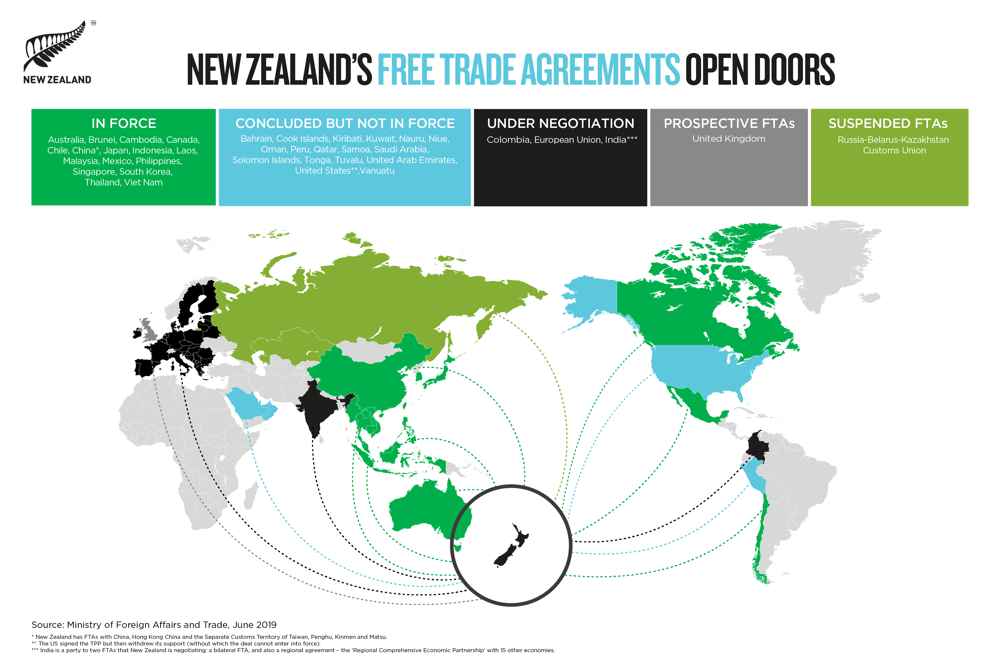 TM
NEW ZEALAND
NEW ZEALAND'S FREE TRADE AGREEMENTS OPEN DOORS
IN FORCE
Australia, Brunei, Cambodia, Canada,
Chile, China*, Japan, Indonesia, Laos,
Malaysia, Mexico, Philippines,
Singapore, South Korea,
Thailand, Viet Nam
CONCLUDED BUT NOT IN FORCE
Bahrain, Cook Islands, Kiribati, Kuwait, Nauru, Niue,
Oman, Peru, Qatar, Samoa, Saudi Arabia,
Solomon Islands, Tonga, Tuvalu, United Arab Emirates,
United States**,Vanuatu
UNDER NEGOTIATION
Colombia, European Union, India***
PROSPECTIVE FTAs
United Kingdom
SUSPENDED FTAs
Russia-Belarus-Kazakhstan
Customs Union
Source: Ministry of Foreign Affairs and Trade, June 2019
* New Zealand has FTAs with China, Hong Kong China and the Separate Customs Territory of Taiwan, Penghu, Kinmen and Matsu.
** The US signed the TPP but then withdrew its support (without which the deal cannot enter into force).
*** India is a party to two FTAs that New Zealand is negotiating: a bilateral FTA, and also a regional agreement – the 'Regional Comprehensive Economic Partnership' with 15 other economies.